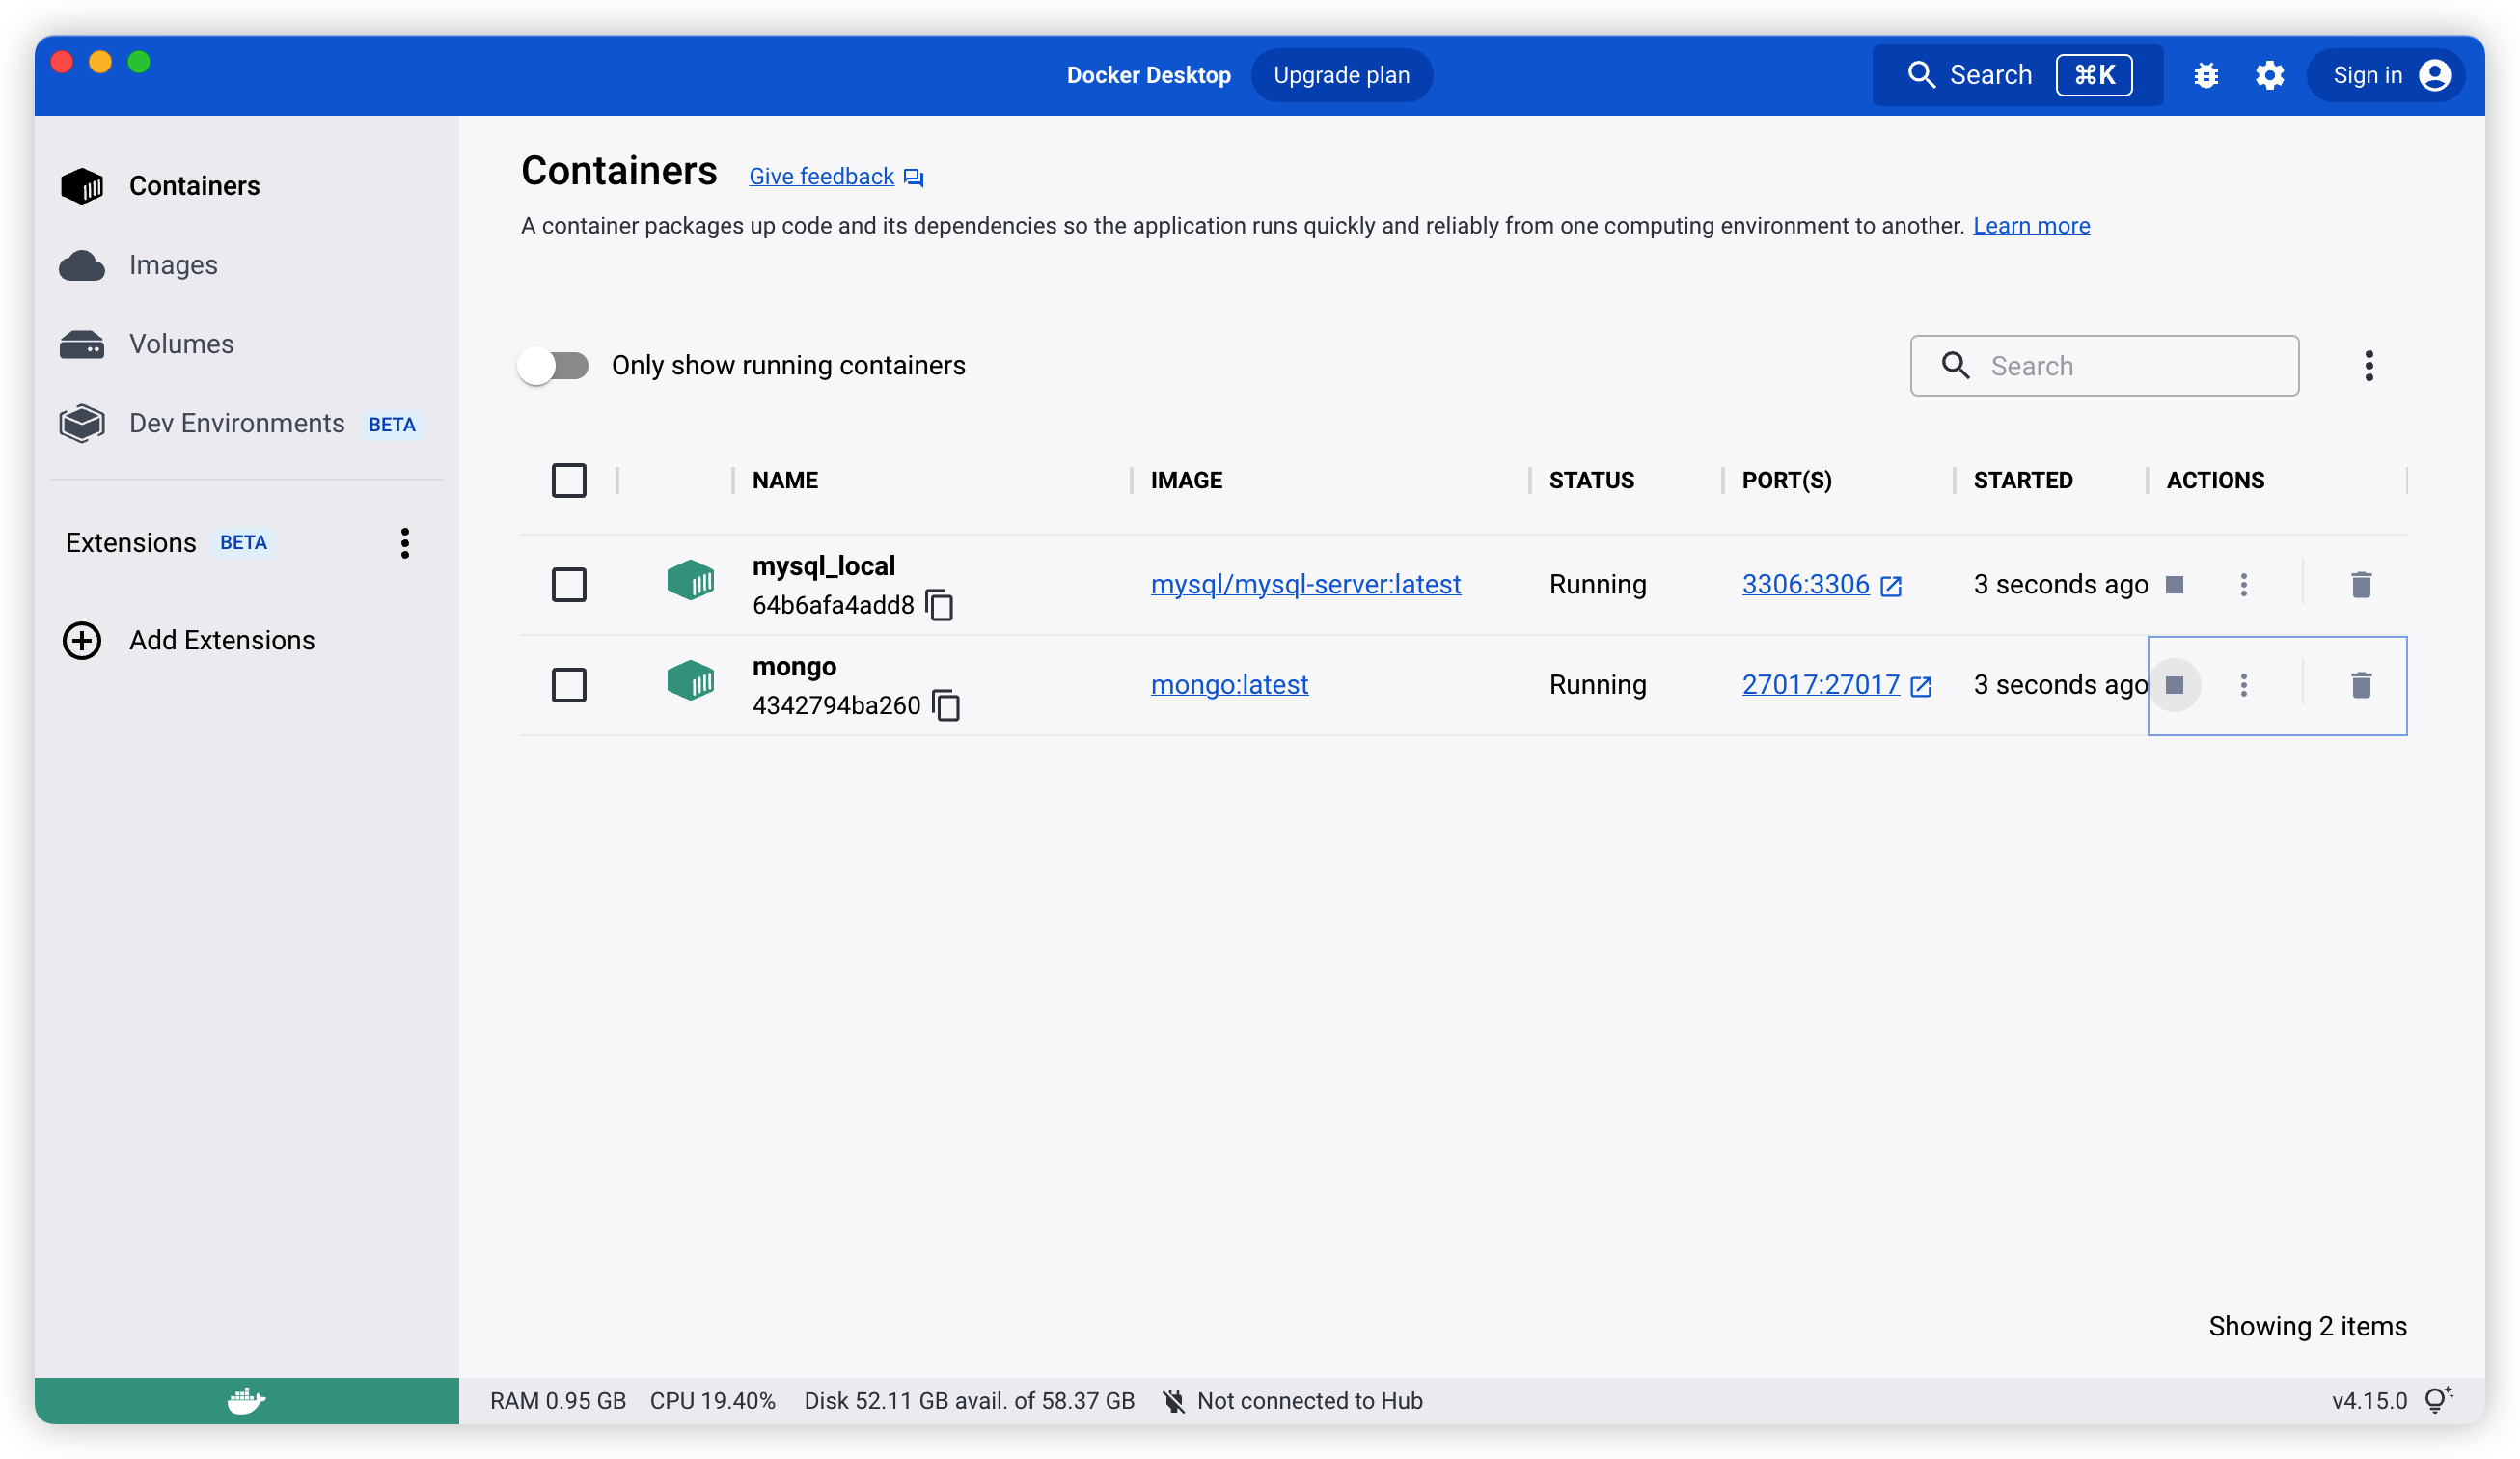 Docker Desktop Upgrade plan Search ⌘K Sign in
Containers
Images
Volumes
Dev Environments BETA
Extensions BETA
Add Extensions
Containers Give feedback
A container packages up code and its dependencies so the application runs quickly and reliably from one computing environment to another. Learn more
Only show running containers Search
NAME IMAGE STATUS PORT(S) STARTED ACTIONS
mysql_local
64b6afa4add8 mysql/mysql-server:latest Running 3306:3306 3 seconds ago
mongo
4342794ba260 mongo:latest Running 27017:27017 3 seconds ago
Showing 2 items
RAM 0.95 GB CPU 19.40% Disk 52.11 GB avail. of 58.37 GB Not connected to Hub v4.15.0